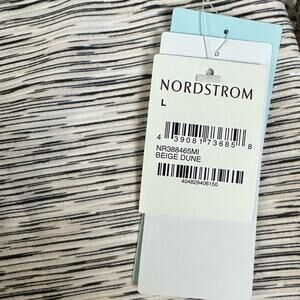 NORDSTROM
L
4 39081 73685 8
NR388465MI
BEIGE DUNE
404829406150